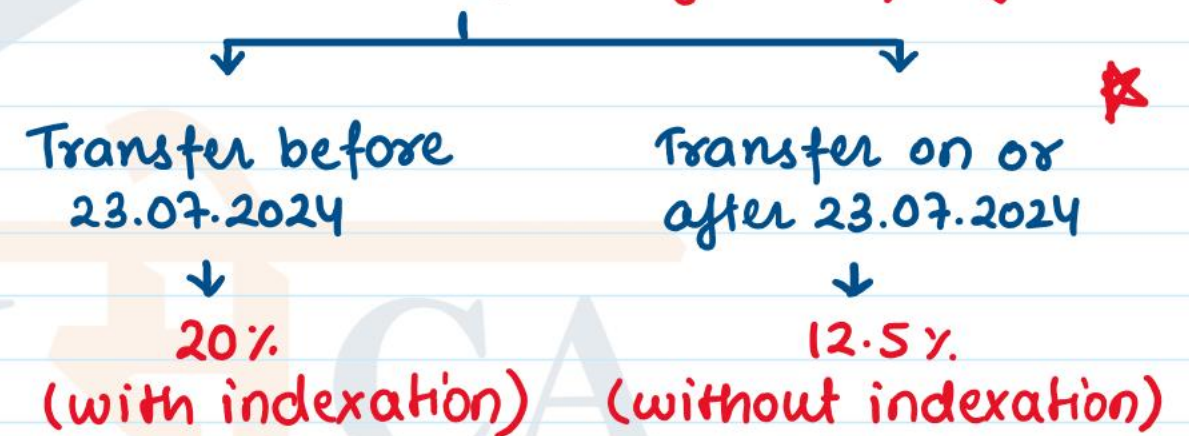 Transfer before
23.07.2024
Transfer on or
after 23.07.2024
20%
(with indexation)
12.5%
(without indexation)
CA